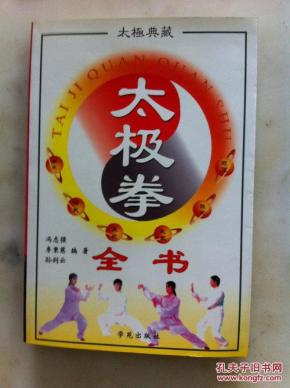 太極典藏
TAI JI QUAN QUAN SHU
太极拳
全书
冯志强
李秉慈 编著
孙剑云
学苑出版社
孔夫子旧书网